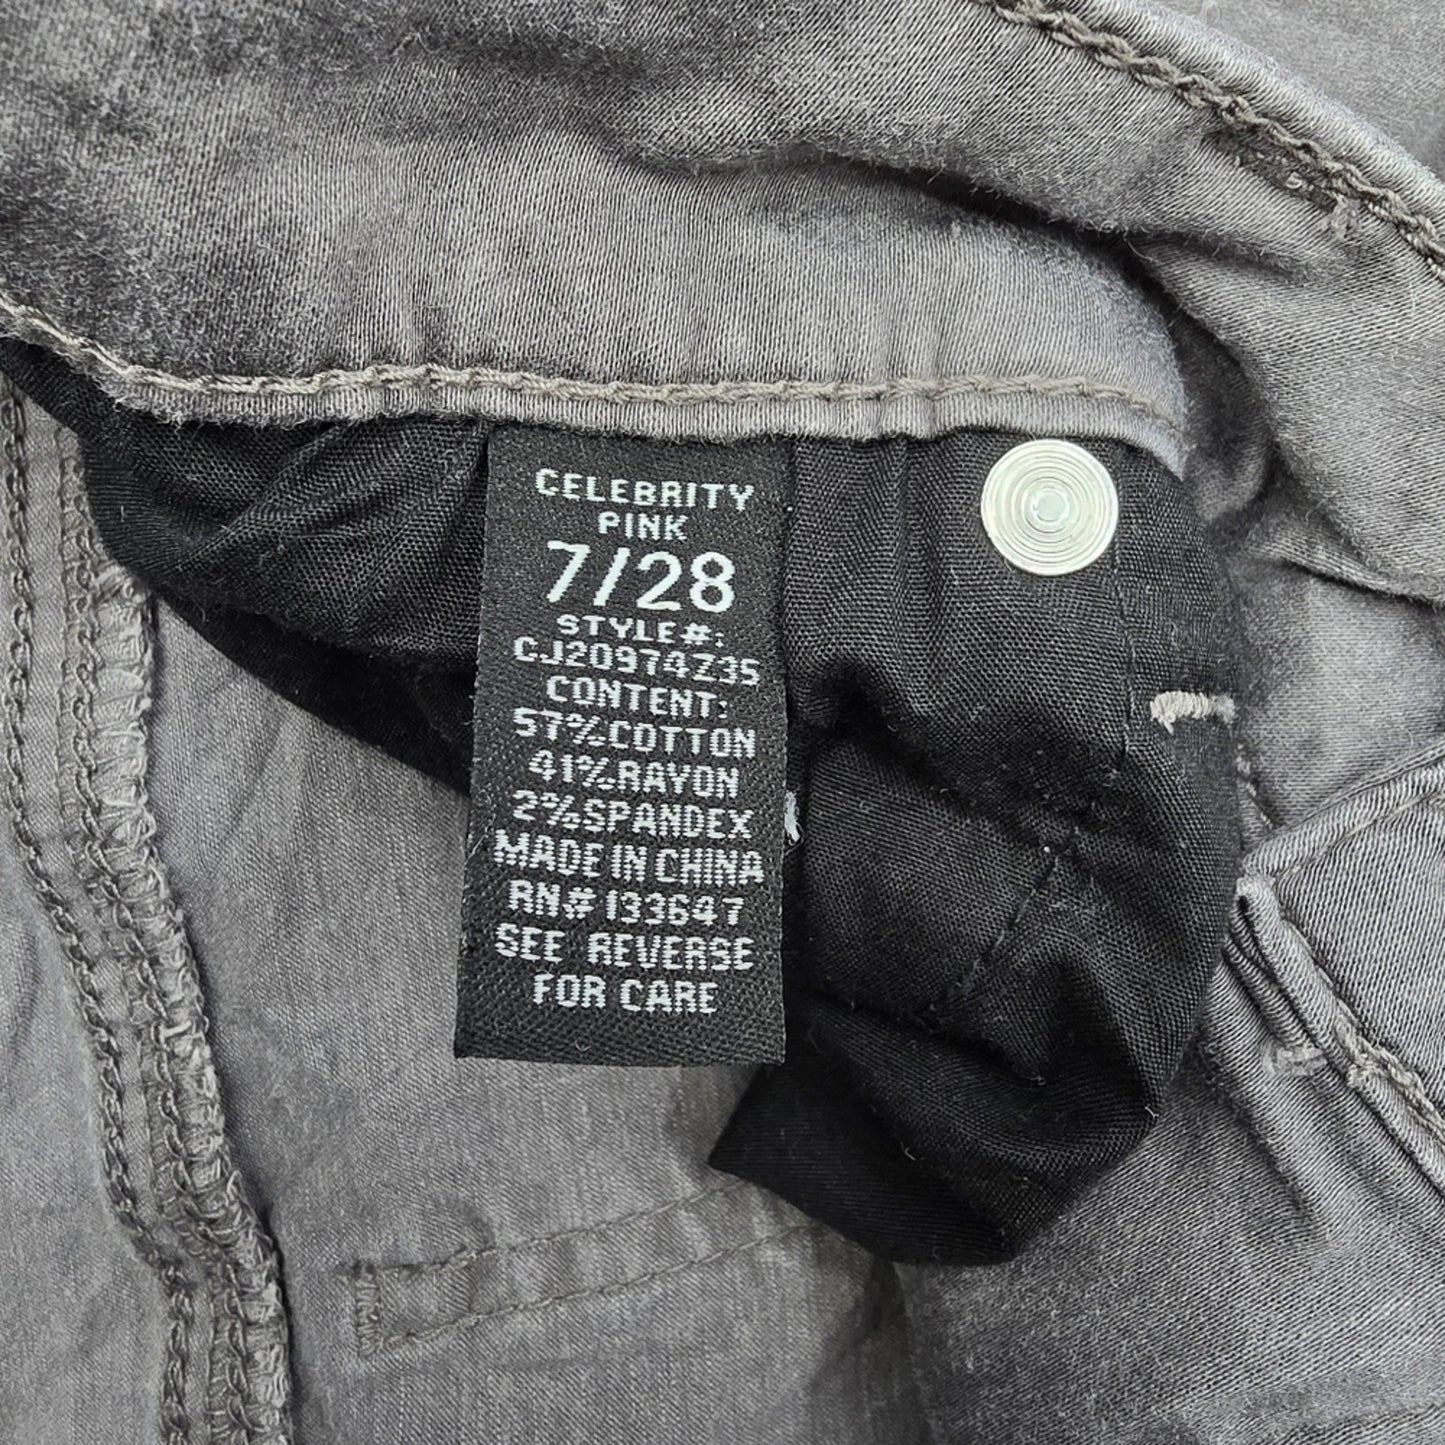 CELEBRITY
PINK
7/28
STYLE#:
CJ20974Z35
CONTENT:
57%COTTON
41%RAYON
2%SPANDEX
MADE IN CHINA
RN# 133647
SEE REVERSE
FOR CARE